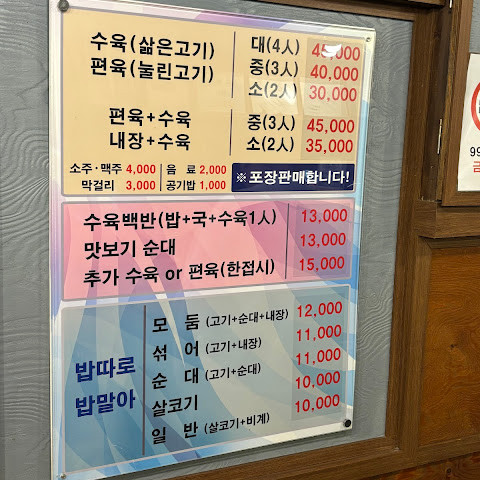 수육(삶은고기) 대(4人) 45,000
편육(눌린고기) 중(3人) 40,000
소(2人) 30,000
편육+수육 중(3人) 45,000
내장+수육 소(2人) 35,000
소주·맥주 4,000 음 료 2,000
막걸리 3,000 공기밥 1,000
※ 포장판매합니다!
수육백반(밥+국+수육1人) 13,000
맛보기 순대 13,000
추가 수육 or 편육(한접시) 15,000
밥따로
밥말아
모 둠 (고기+순대+내장) 12,000
섞 어 (고기+내장) 11,000
순 대 (고기+순대) 11,000
살코기 10,000
일 반 (살코기+비계) 10,000